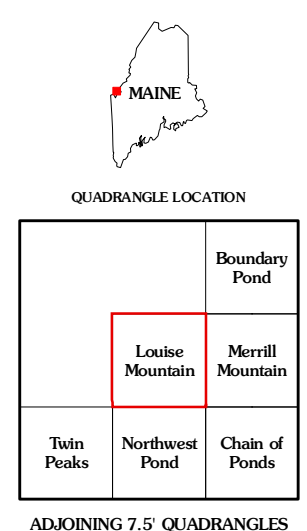 MAINE
QUADRANGLE LOCATION
Boundary
Pond
Louise
Mountain
Merrill
Mountain
Twin
Peaks
Northwest
Pond
Chain of
Ponds
ADJOINING 7.5' QUADRANGLES